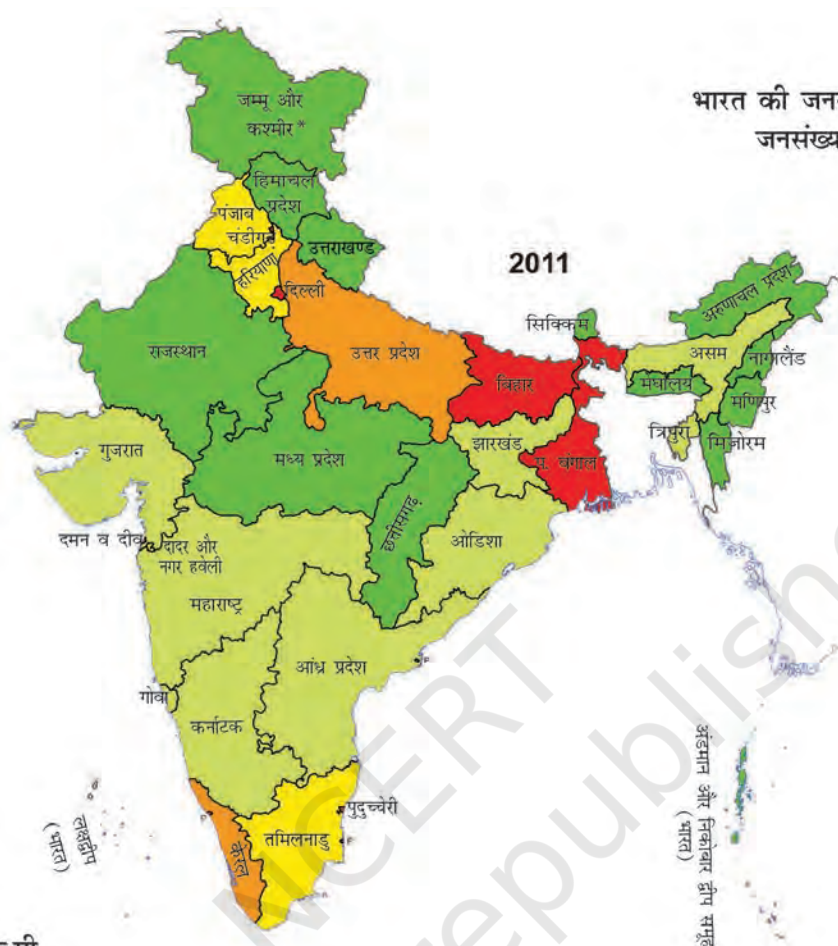 भारत की जन
जनसंख्य
2011
जम्मू और
कश्मीर*
हिमाचल
प्रदेश
पंजाब
चंडीगढ़
उत्तराखण्ड
हरियाणा
दिल्ली
अरुणाचल प्रदेश
सिक्किम
राजस्थान
उत्तर प्रदेश
बिहार
असम
नागालैंड
मेघालय
मणिपुर
त्रिपुरा
मिज़ोरम
गुजरात
मध्य प्रदेश
झारखंड
प. बंगाल
छत्तीसगढ़
ओडिशा
दमन व दीव
दादर और
नगर हवेली
महाराष्ट्र
आंध्र प्रदेश
गोवा
कर्नाटक
पुदुच्चेरी
तमिलनाडु
केरल
लक्षद्वीप
(भारत)
अंडमान और निकोबार द्वीप समूह
(भारत)
NCERT
republishe